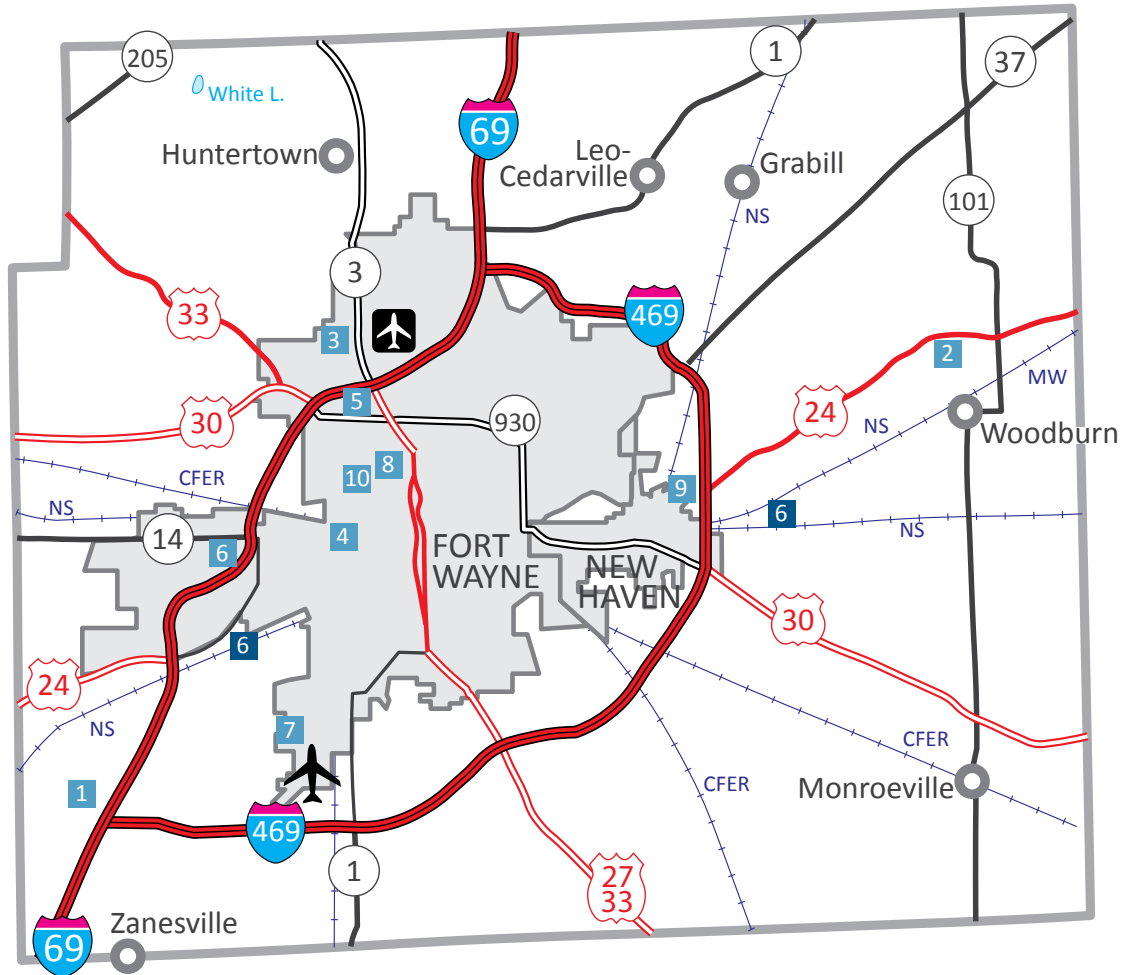 205
1
37
White L.
69
Huntertown
Leo-
Cedarville
Grabill
101
NS
3
33
469
3
2
24
MW
5
30
930
NS
Woodburn
8
10
CFER
9
NS
6
4
14
NS
6
FORT
WAYNE
NEW
HAVEN
30
6
24
NS
7
CFER
CFER
Monroeville
1
469
1
27
33
Zanesville
69